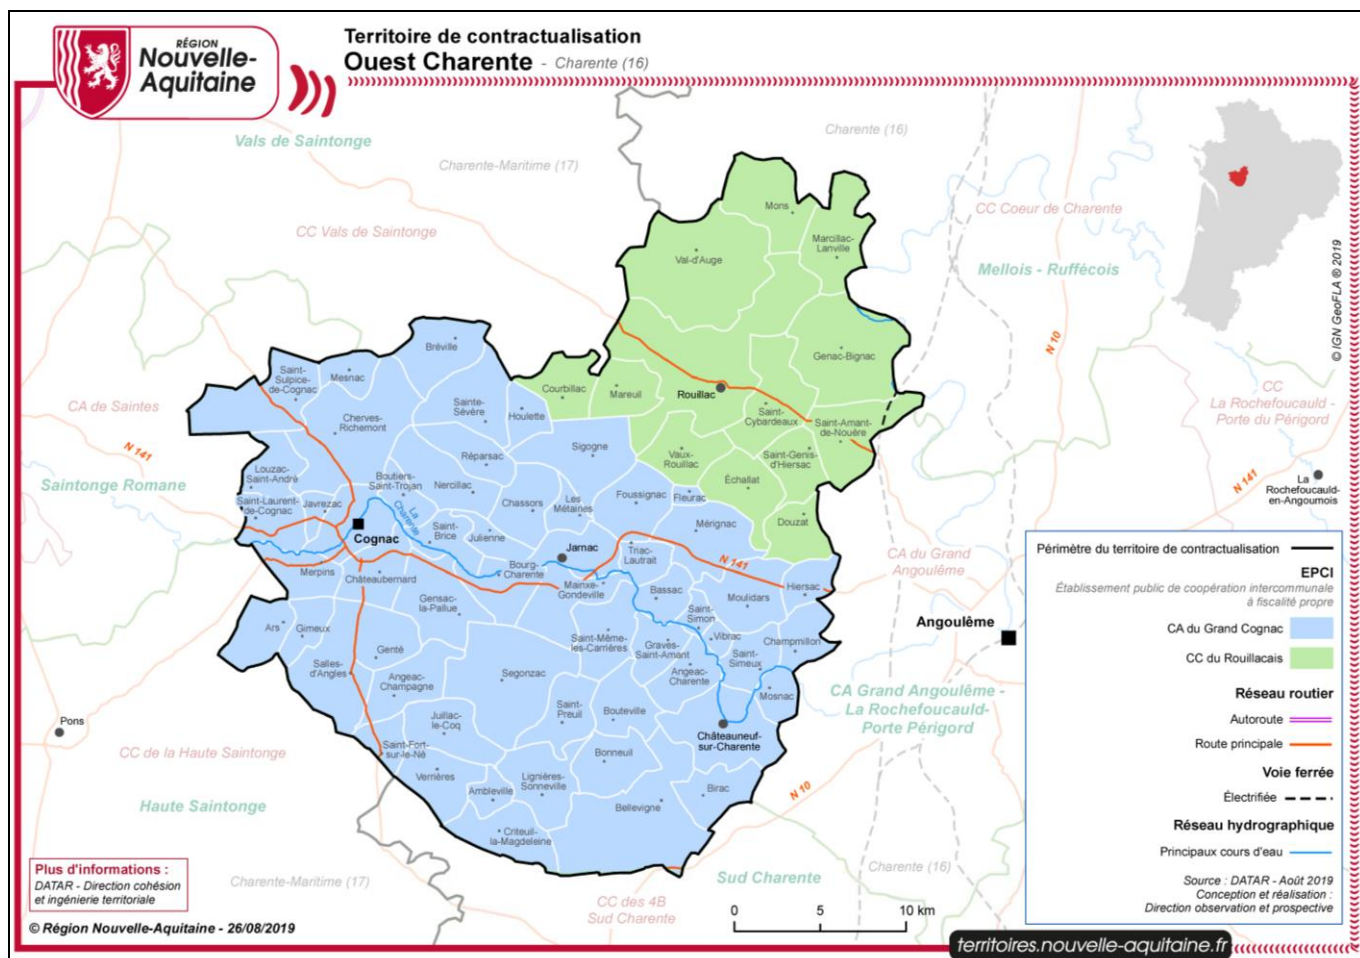 RÉGION
Nouvelle-
Aquitaine
Territoire de contractualisation
Ouest Charente - Charente (16)
Vals de Saintonge
Charente-Maritime (17)
Charente (16)
CC Vals de Saintonge
CC Coeur de Charente
Mellois - Ruffécois
© IGN GeoFLA ® 2019
Mons
Marcillac-
Lanville
Val-d'Auge
Genac-Bignac
N 10
Bréville
Saint-
Sulpice-
de-Cognac
Mesnac
Courbillac
Mareuil
Rouillac
CC
La Rochefoucauld -
Porte du Périgord
CA de Saintes
Cherves-
Richemont
Sainte-
Sévère
Houlette
Saint-
Cybardeaux
Saint-Amant-
de-Nouère
N 141
Sigogne
Réparsac
Vaux-
Rouillac
Saint-Genis-
d'Hiersac
Saintonge Romane
Louzac-
Saint-André
Boutiers-
Saint-Trojan
Nercillac
Échallat
N 141
La
Rochefoucauld-
en-Angoumois
Saint-Laurent-
de-Cognac
Javrezac
Chassors
Les
Métairies
Foussignac
Fleurac
Mérignac
Douzat
La
Charente
Cognac
Saint-
Brice
Julienne
Jarnac
Triac-
Lautrait
N 141
CA du Grand
Angoulême
Merpins
Châteaubernard
Bourg-
Charente
Mainxe-
Gondeville
Bassac
Moulidars
Hiersac
Gensac-
la-Pallue
Saint-
Simon
Vibrac
Champmillon
Angoulême
Ars
Gimeux
Genté
Saint-Même-
les-Carrières
Graves-
Saint-Amant
Saint-
Simeux
Salles-
d'Angles
Angeac-
Champagne
Segonzac
Angeac-
Charente
Mosnac
CA Grand Angoulême -
La Rochefoucauld-
Porte Périgord
Pons
Juillac-
le-Coq
Saint-
Preuil
Bouteville
Châteauneuf-
sur-Charente
CC de la Haute Saintonge
Saint-Fort-
sur-le-Né
Verrières
Bonneuil
Haute Saintonge
Ambleville
Lignières-
Sonneville
Bellevigne
Birac
N 10
Criteuil-
la-Magdeleine
Charente-Maritime (17)
Sud Charente
Charente (16)
CC des 4B
Sud Charente
Périmètre du territoire de contractualisation
EPCI
Établissement public de coopération intercommunale
à fiscalité propre
CA du Grand Cognac
CC du Rouillacais
Réseau routier
Autoroute
Route principale
Voie ferrée
Électrifiée
Réseau hydrographique
Principaux cours d'eau
Source : DATAR - Août 2019
Conception et réalisation :
Direction observation et prospective
Plus d'informations :
DATAR - Direction cohésion
et ingénierie territoriale
© Région Nouvelle-Aquitaine - 26/08/2019
0 5 10 km
territoires.nouvelle-aquitaine.fr